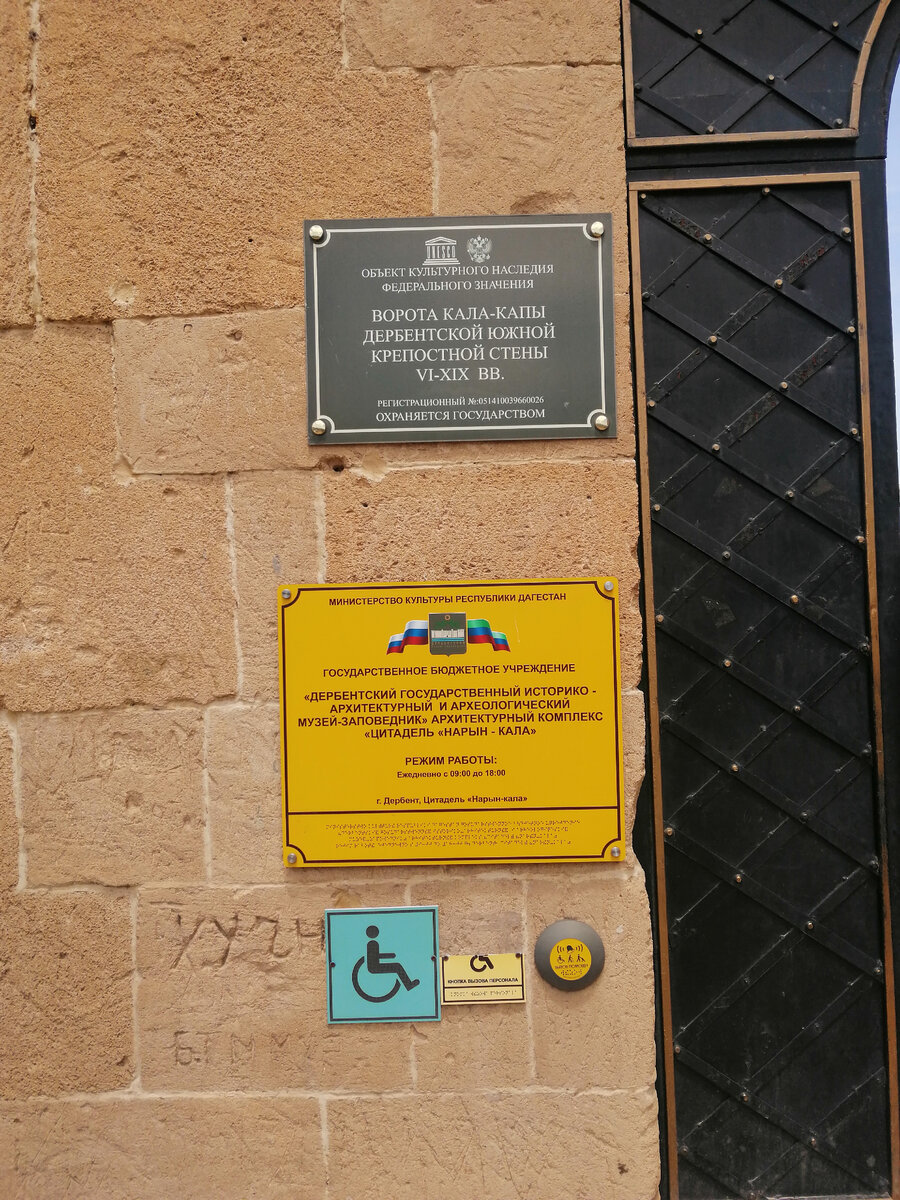 UNESCO
ОБЪЕКТ КУЛЬТУРНОГО НАСЛЕДИЯ
ФЕДЕРАЛЬНОГО ЗНАЧЕНИЯ
ВОРОТА КАЛА-КАПЫ
ДЕРБЕНТСКОЙ ЮЖНОЙ
КРЕПОСТНОЙ СТЕНЫ
VI-XIX ВВ.
РЕГИСТРАЦИОННЫЙ №:051410039660026
ОХРАНЯЕТСЯ ГОСУДАРСТВОМ
МИНИСТЕРСТВО КУЛЬТУРЫ РЕСПУБЛИКИ ДАГЕСТАН
ГОСУДАРСТВЕННОЕ БЮДЖЕТНОЕ УЧРЕЖДЕНИЕ
«ДЕРБЕНТСКИЙ ГОСУДАРСТВЕННЫЙ ИСТОРИКО -
АРХИТЕКТУРНЫЙ И АРХЕОЛОГИЧЕСКИЙ
МУЗЕЙ-ЗАПОВЕДНИК» АРХИТЕКТУРНЫЙ КОМПЛЕКС
«ЦИТАДЕЛЬ «НАРЫН - КАЛА»
РЕЖИМ РАБОТЫ:
Ежедневно с 09:00 до 18:00
г. Дербент, Цитадель «Нарын-кала»
КНОПКА ВЫЗОВА ПЕРСОНАЛА